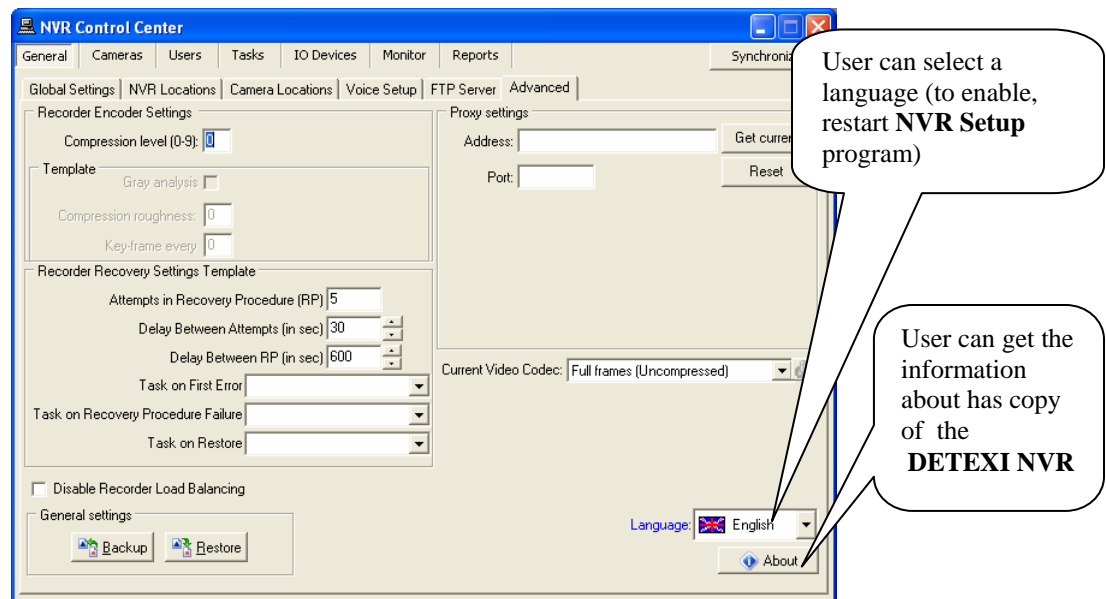 NVR Control Center
General Cameras Users Tasks IO Devices Monitor Reports
Global Settings NVR Locations Camera Locations Voice Setup FTP Server Advanced
Recorder Encoder Settings
Compression level (0-9): 0
Template
Gray analysis
Compression roughness: 0
Key-frame every 0
Recorder Recovery Settings Template
Attempts in Recovery Procedure (RP) 5
Delay Between Attempts (in sec) 30
Delay Between RP (in sec) 600
Task on First Error
Task on Recovery Procedure Failure
Task on Restore
Disable Recorder Load Balancing
General settings
Backup Restore
Proxy settings
Address:
Port:
Reset
Current Video Codec: Full frames (Uncompressed)
Language: English
About
User can select a
language (to enable,
restart NVR Setup
program)
User can get the
information
about has copy
of the
DETEXI NVR